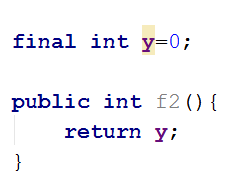 final int y=0;
public int f2(){
    return y;
}